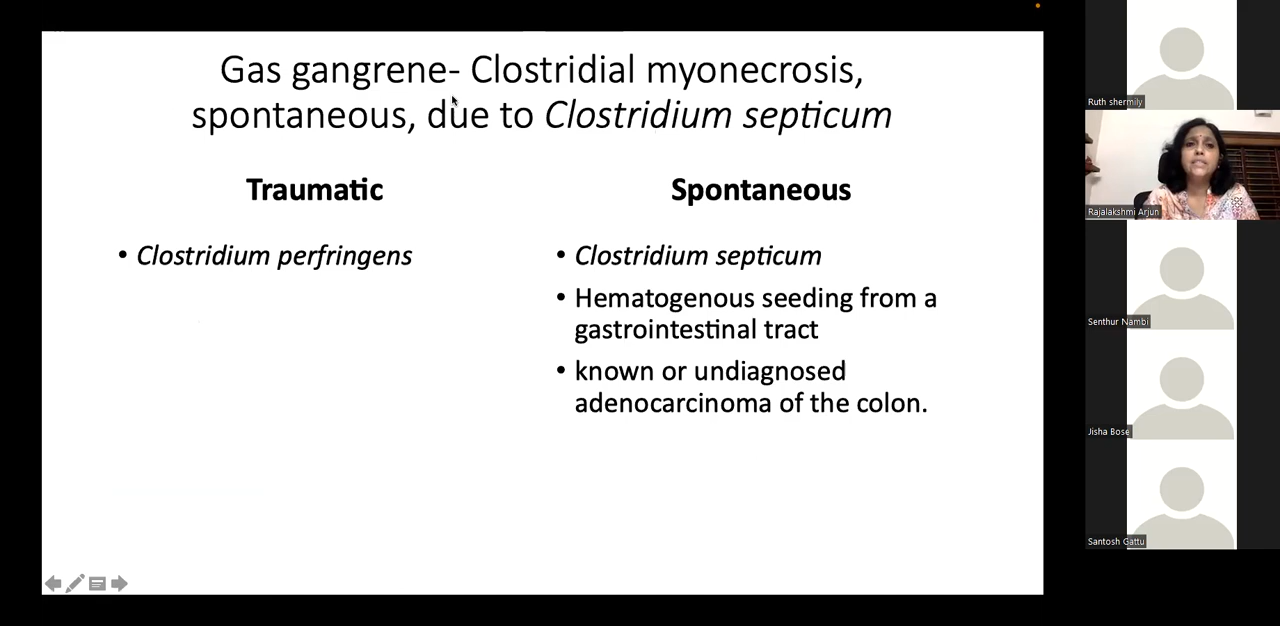 Gas gangrene- Clostridial myonecrosis,
spontaneous, due to Clostridium septicum
Traumatic
• Clostridium perfringens
Spontaneous
• Clostridium septicum
• Hematogenous seeding from a
gastrointestinal tract
• known or undiagnosed
adenocarcinoma of the colon.
Ruth shermily
Rajalakshmi Arjun
Senthur Nambi
Jisha Bose
Santosh Gattu